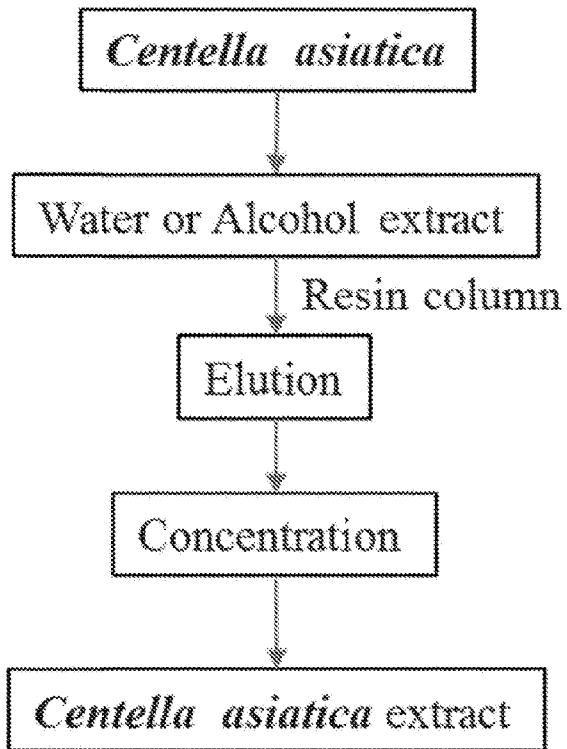 Centella asiatica
Water or Alcohol extract
Resin column
Elution
Concentration
Centella asiatica extract